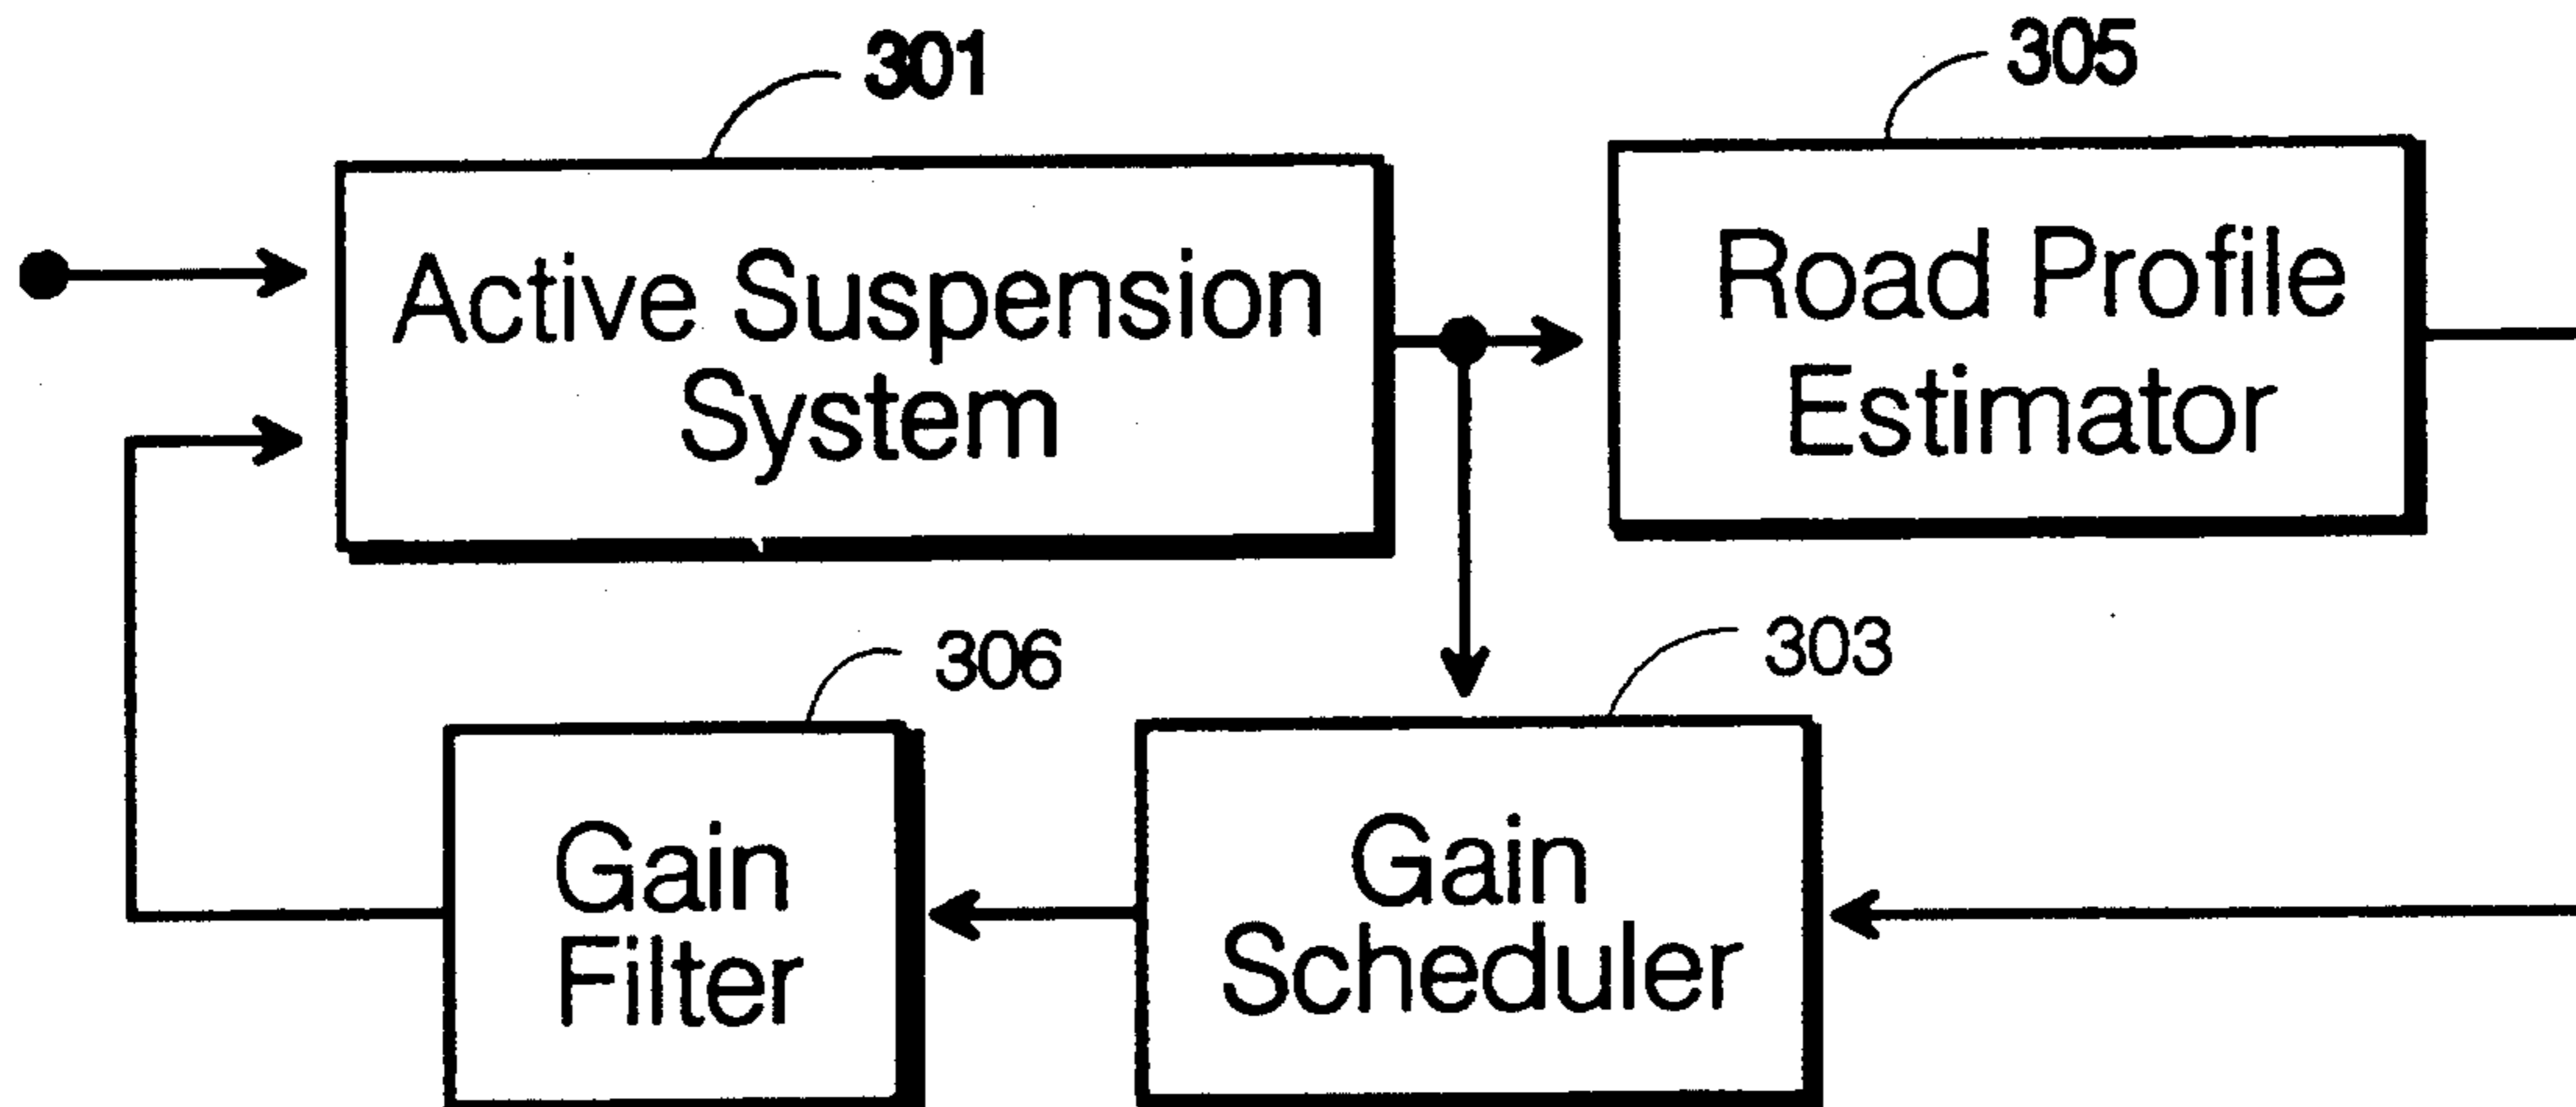 301
305
Active Suspension
System
Road Profile
Estimator
306
303
Gain
Filter
Gain
Scheduler